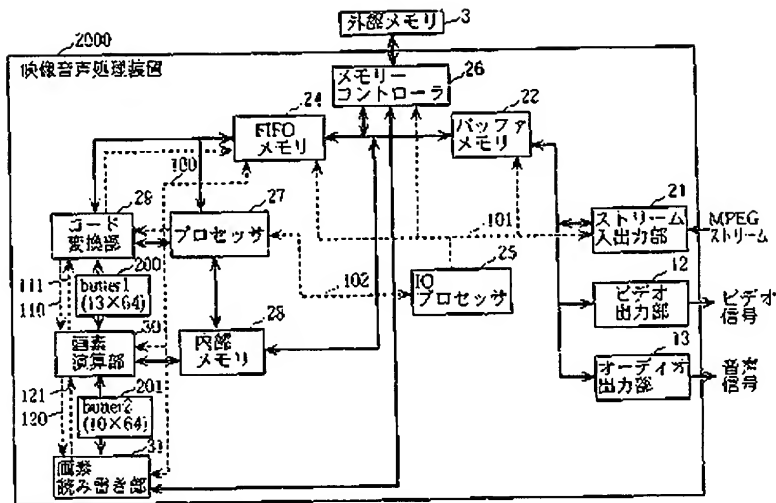 外部メモリ
3
2000
映像音声処理装置
メモリー
コントローラ
26
24
FIFO
メモリ
22
バッファ
メモリ
100
29
コード
変換部
27
プロセッサ
101
21
ストリーム
入出力部
MPEG
ストリーム
25
IO
プロセッサ
102
111
110
200
buffer1
(13×64)
12
ビデオ
出力部
ビデオ
信号
30
画素
演算部
28
内部
メモリ
13
オーディオ
出力部
音声
信号
121
120
201
buffer2
(10×64)
31
画素
読み書き部